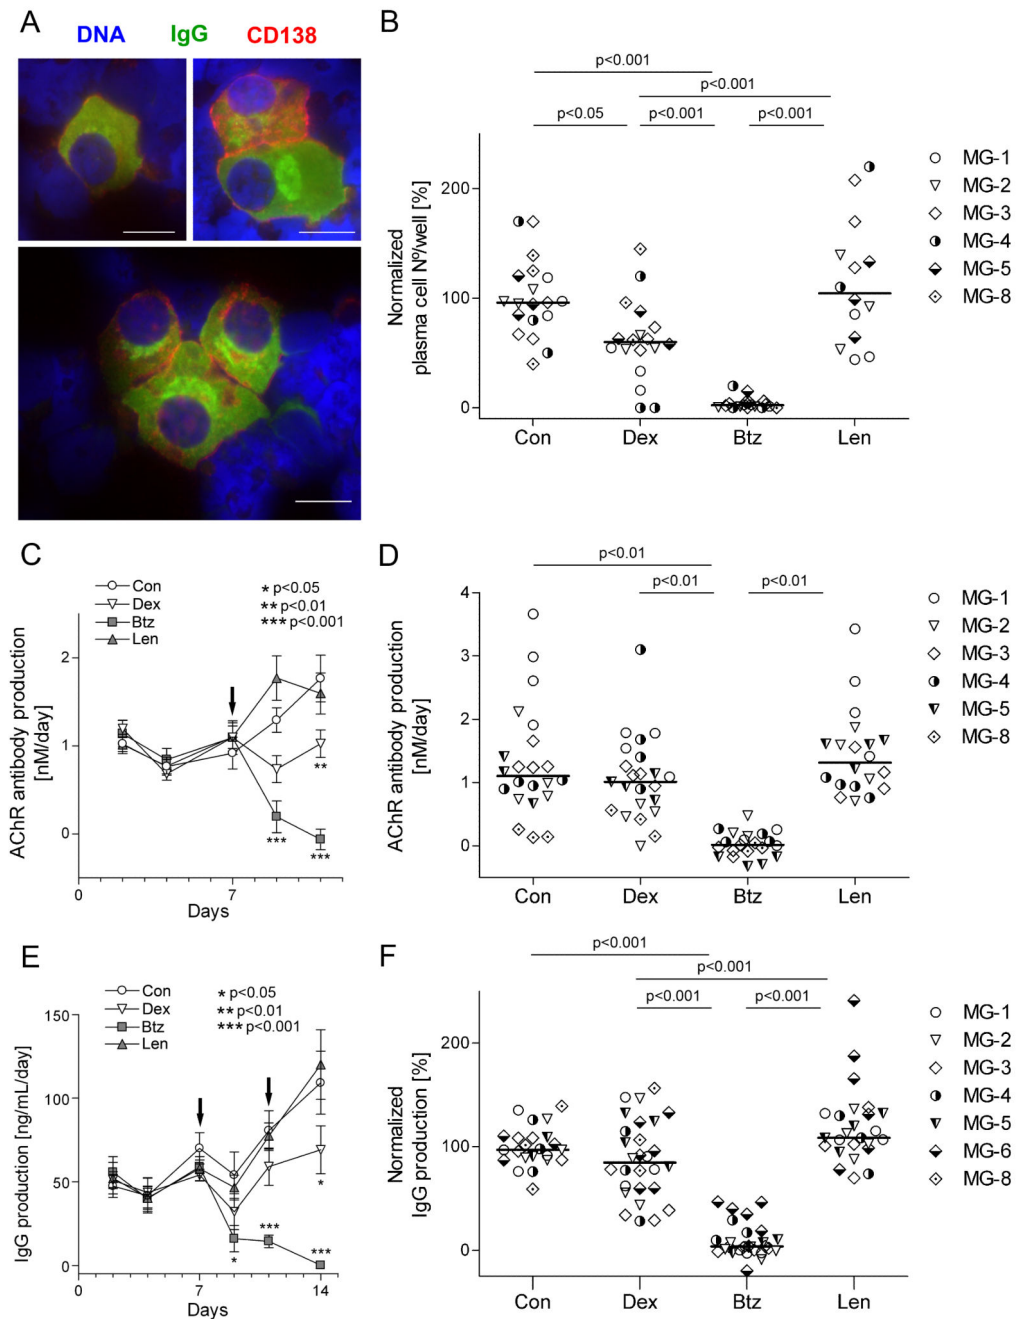 A
DNA IgG CD138
B
p<0.001
p<0.001
p<0.05 p<0.001 p<0.001
Normalized
plasma cell Nº/well [%]
200
100
0
Con Dex Btz Len
MG-1
MG-2
MG-3
MG-4
MG-5
MG-8
C
Con
Dex
Btz
Len
* p<0.05
** p<0.01
*** p<0.001
AChR antibody production
[nM/day]
2
1
0
**
***
***
0 7
Days
D
p<0.01
p<0.01 p<0.01
AChR antibody production
[nM/day]
4
3
2
1
0
Con Dex Btz Len
MG-1
MG-2
MG-3
MG-4
MG-5
MG-8
E
Con
Dex
Btz
Len
* p<0.05
** p<0.01
*** p<0.001
IgG production [ng/mL/day]
150
100
50
0
*
***
***
*
0 7 14
Days
F
p<0.001
p<0.001
p<0.001 p<0.001
Normalized
IgG production [%]
200
100
0
Con Dex Btz Len
MG-1
MG-2
MG-3
MG-4
MG-5
MG-6
MG-8